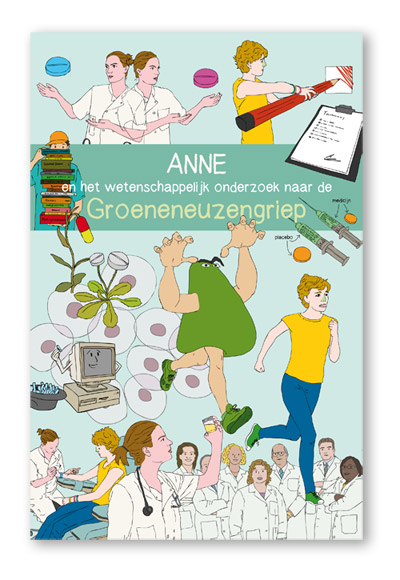 ANNE
en het wetenschappelijk onderzoek naar de
Groeneneuzengriep
medicijn
placebo